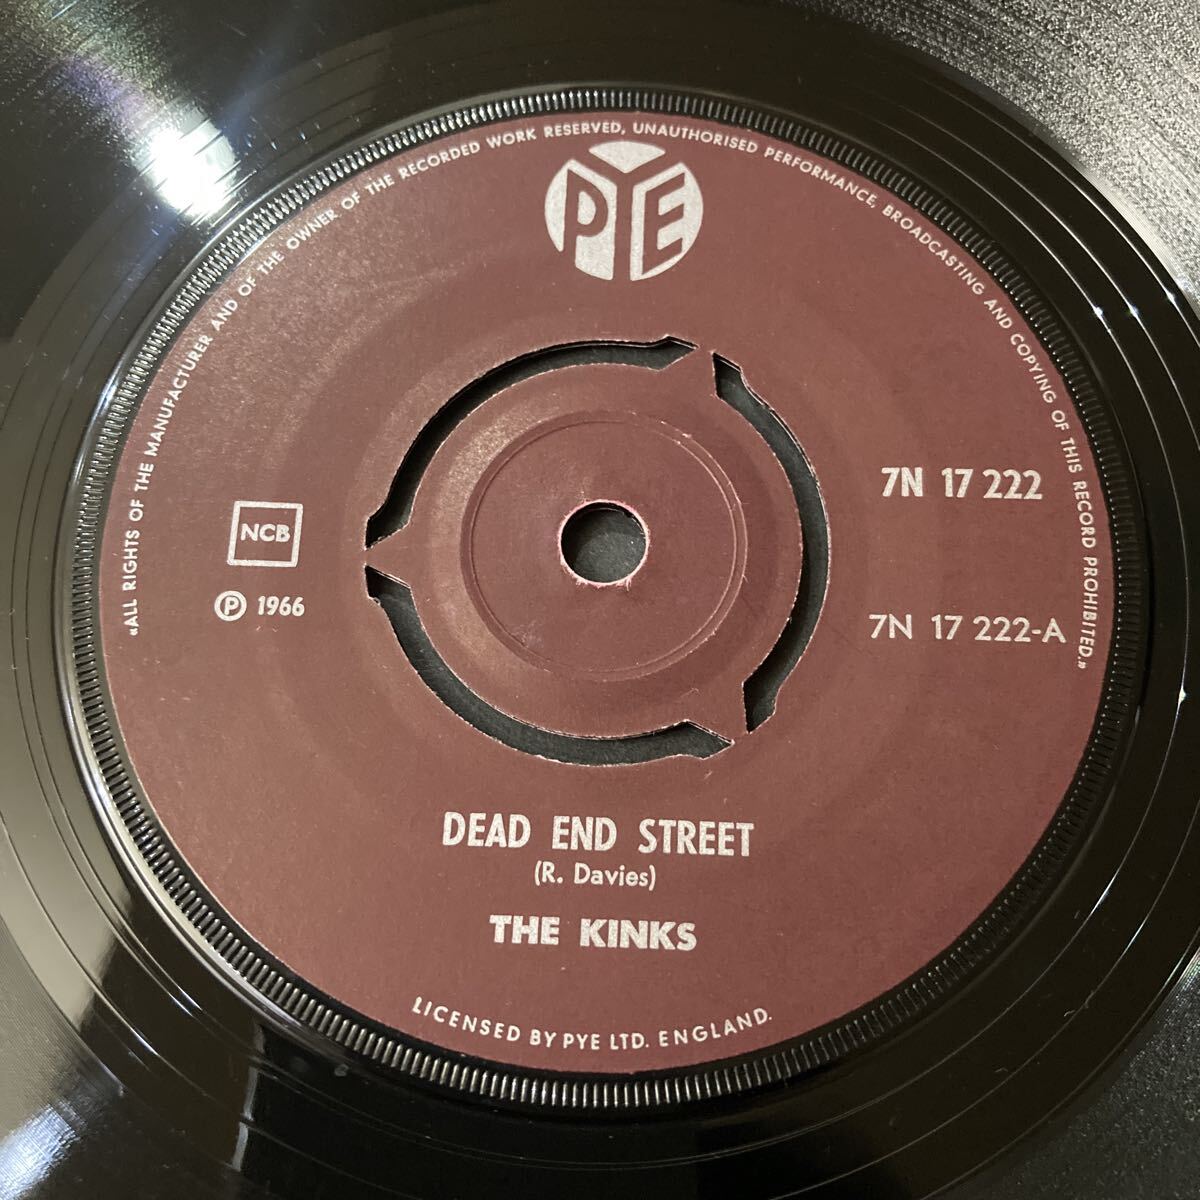 «ALL RIGHTS OF THE MANUFACTURER AND OF THE OWNER OF THE RECORDED WORK RESERVED, UNAUTHORISED PERFORMANCE, BROADCASTING AND COPYING OF THIS RECORD PROHIBITED.»
PYE
7N 17 222
NCB
℗ 1966
7N 17 222-A
DEAD END STREET
(R. Davies)
THE KINKS
LICENSED BY PYE LTD. ENGLAND.